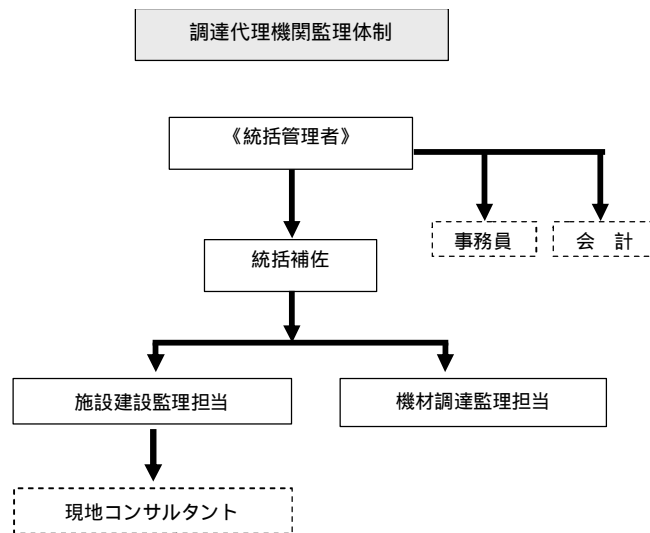 調達代理機関監理体制
《統括管理者》
事務員
会　計
統括補佐
施設建設監理担当
機材調達監理担当
現地コンサルタント